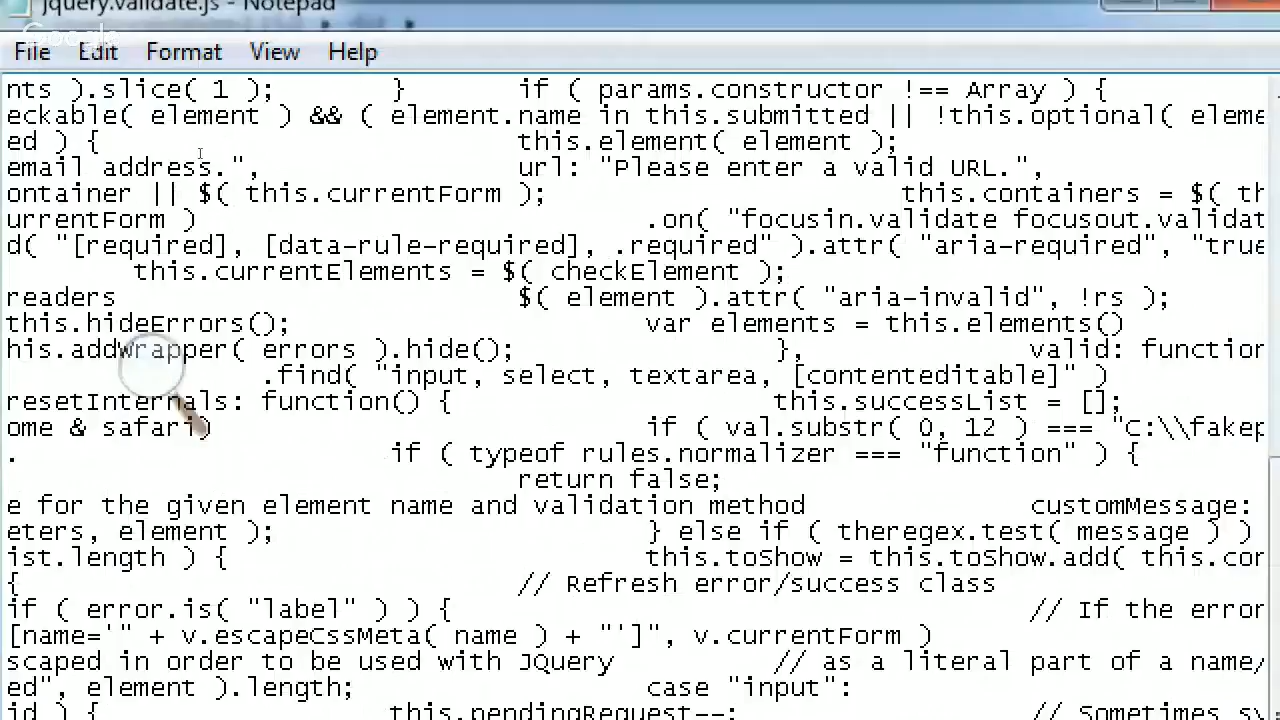 jquery.validate.js - Notepad
Google
File Edit Format View Help
nts ).slice( 1 ); } if ( params.constructor !== Array ) {
eckable( element ) && ( element.name in this.submitted || !this.optional( eleme
ed ) { this.element( element );
email address.", url: "Please enter a valid URL.",
ontainer || $( this.currentForm ); this.containers = $( th
urrentForm ) .on( "focusin.validate focusout.validat
d( "[required], [data-rule-required], .required" ).attr( "aria-required", "true
this.currentElements = $( checkElement );
readers $( element ).attr( "aria-invalid", !rs );
this.hideErrors(); var elements = this.elements()
his.addWrapper( errors ).hide(); }, valid: function
.find( "input, select, textarea, [contenteditable]" )
resetInternals: function() { this.successList = [];
ome & safari) if ( val.substr( 0, 12 ) === "C:\\fakep
. if ( typeof rules.normalizer === "function" ) {
return false;
e for the given element name and validation method customMessage:
eters, element ); } else if ( theregex.test( message ) )
ist.length ) { this.toShow = this.toShow.add( this.con
{ // Refresh error/success class
if ( error.is( "label" ) ) { // If the error
[name='" + v.escapeCssMeta( name ) + "']", v.currentForm )
scaped in order to be used with JQuery // as a literal part of a name/
ed", element ).length; case "input":
id ) { this.pendingRequest--; // Sometimes sy